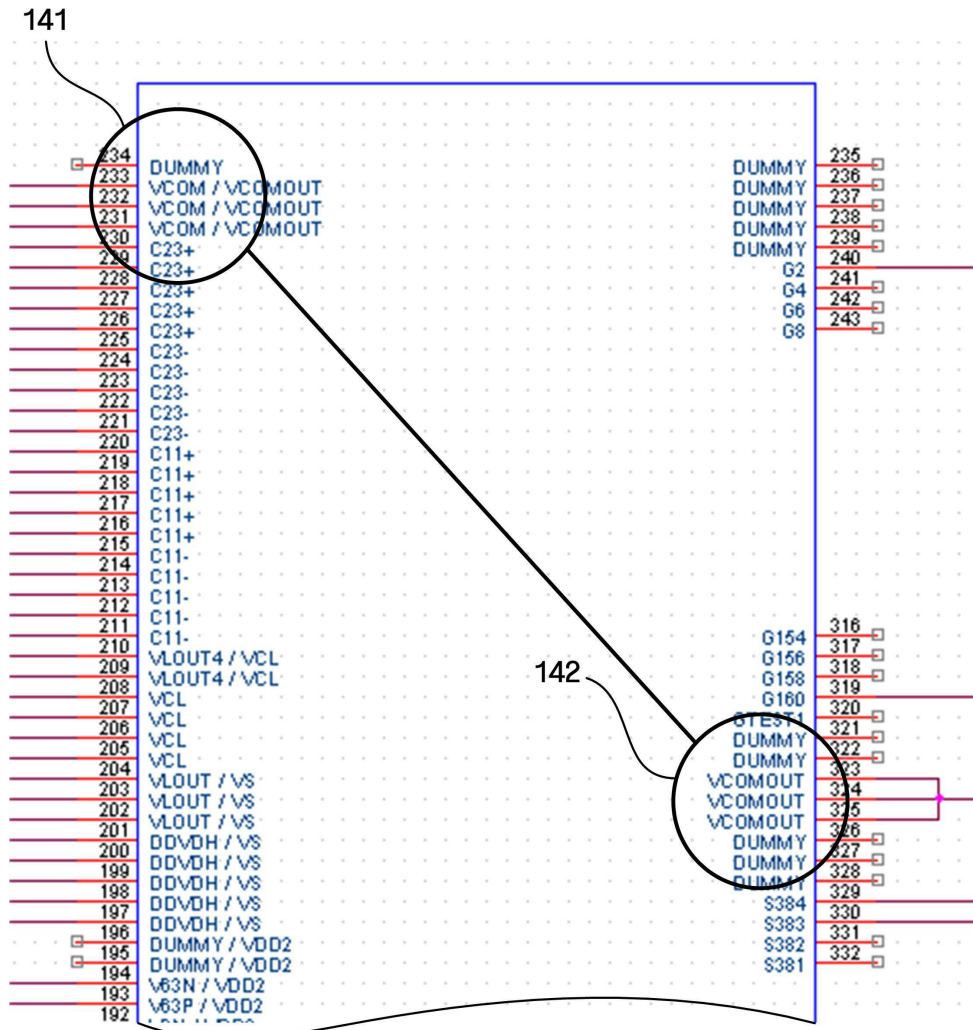 141
234 DUMMY
233 VCOM / VCOMOUT
232 VCOM / VCOMOUT
231 VCOM / VCOMOUT
230 C23+
229 C23+
228 C23+
227 C23+
226 C23+
225 C23-
224 C23-
223 C23-
222 C23-
221 C23-
220 C11+
219 C11+
218 C11+
217 C11+
216 C11+
215 C11-
214 C11-
213 C11-
212 C11-
211 C11-
210 VLOUT4 / VCL
209 VLOUT4 / VCL
208 VCL
207 VCL
206 VCL
205 VCL
204 VLOUT / VS
203 VLOUT / VS
202 VLOUT / VS
201 DDVDH / VS
200 DDVDH / VS
199 DDVDH / VS
198 DDVDH / VS
197 DDVDH / VS
196 DUMMY / VDD2
195 DUMMY / VDD2
194 V63N / VDD2
193 V63P / VDD2
192
DUMMY 235
DUMMY 236
DUMMY 237
DUMMY 238
DUMMY 239
G2 240
G4 241
G6 242
G8 243
G154 316
G156 317
G158 318
G160 319
142
GTEST1 320
DUMMY 321
DUMMY 322
VCOMOUT 323
VCOMOUT 324
VCOMOUT 325
DUMMY 326
DUMMY 327
DUMMY 328
S384 329
S383 330
S382 331
S381 332